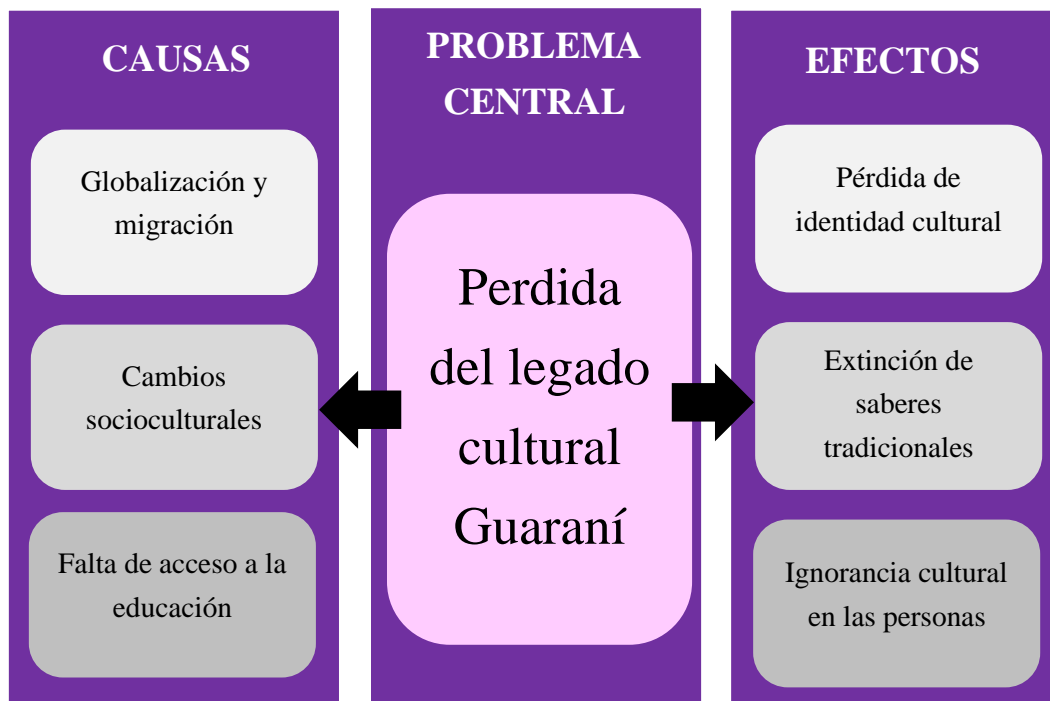 CAUSAS
Globalización y
migración
Cambios
socioculturales
Falta de acceso a la
educación
PROBLEMA
CENTRAL
Perdida
del legado
cultural
Guaraní
EFECTOS
Pérdida de
identidad cultural
Extinción de
saberes
tradicionales
Ignorancia cultural
en las personas